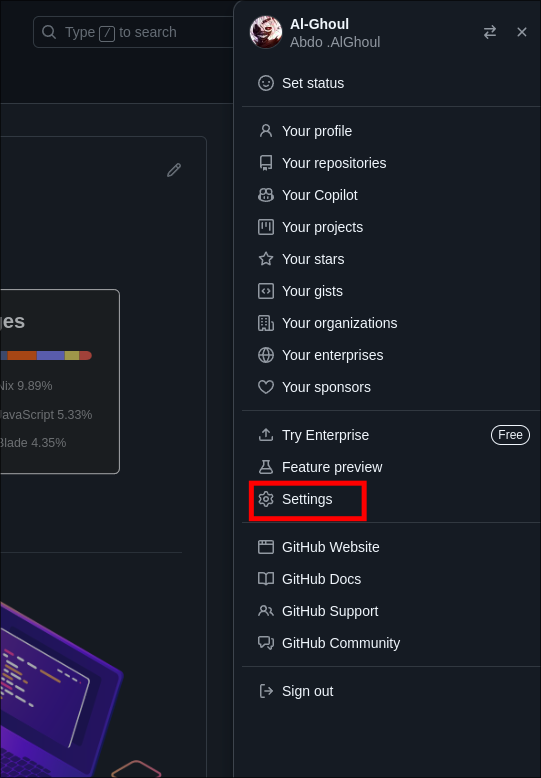 Type / to search
Al-Ghoul
Abdo .AlGhoul
Set status
Your profile
Your repositories
Your Copilot
Your projects
Your stars
Your gists
Your organizations
Your enterprises
Your sponsors
Try Enterprise
Free
Feature preview
Settings
GitHub Website
GitHub Docs
GitHub Support
GitHub Community
Sign out
ges
Nix 9.89%
JavaScript 5.33%
Blade 4.35%